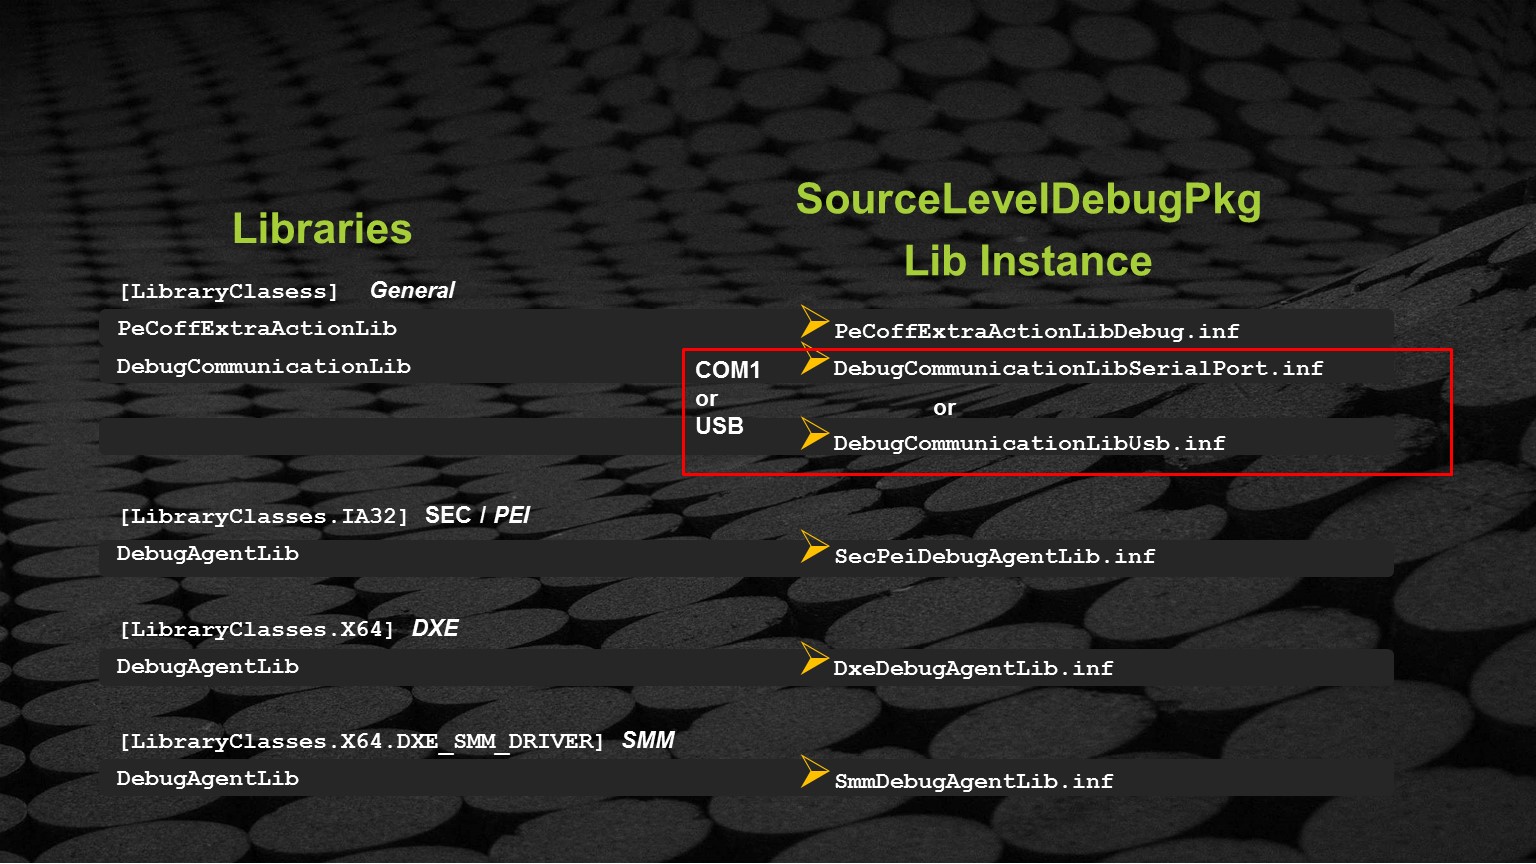 Libraries
SourceLevelDebugPkg
Lib Instance
[LibraryClasess] General
PeCoffExtraActionLib
PeCoffExtraActionLibDebug.inf
DebugCommunicationLib
COM1
or
USB
DebugCommunicationLibSerialPort.inf
or
DebugCommunicationLibUsb.inf
[LibraryClasses.IA32] SEC / PEI
DebugAgentLib
SecPeiDebugAgentLib.inf
[LibraryClasses.X64] DXE
DebugAgentLib
DxeDebugAgentLib.inf
[LibraryClasses.X64.DXE_SMM_DRIVER] SMM
DebugAgentLib
SmmDebugAgentLib.inf